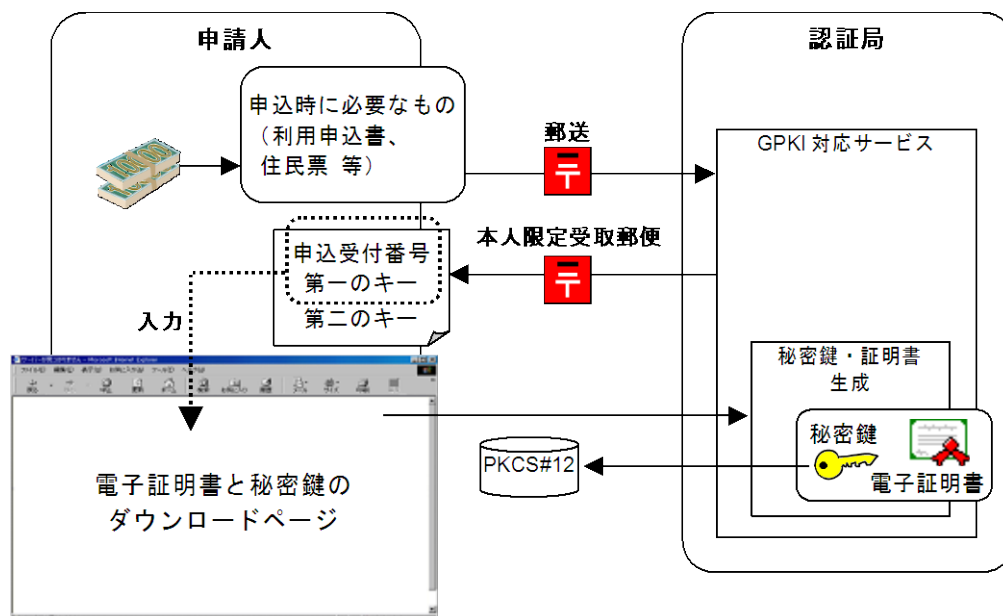 申請人
認証局
申込時に必要なもの
(利用申込書、
住民票 等)
郵送
GPKI 対応サービス
本人限定受取郵便
申込受付番号
第一のキー
第二のキー
入力
秘密鍵・証明書
生成
秘密鍵
電子証明書
PKCS#12
電子証明書と秘密鍵の
ダウンロードページ